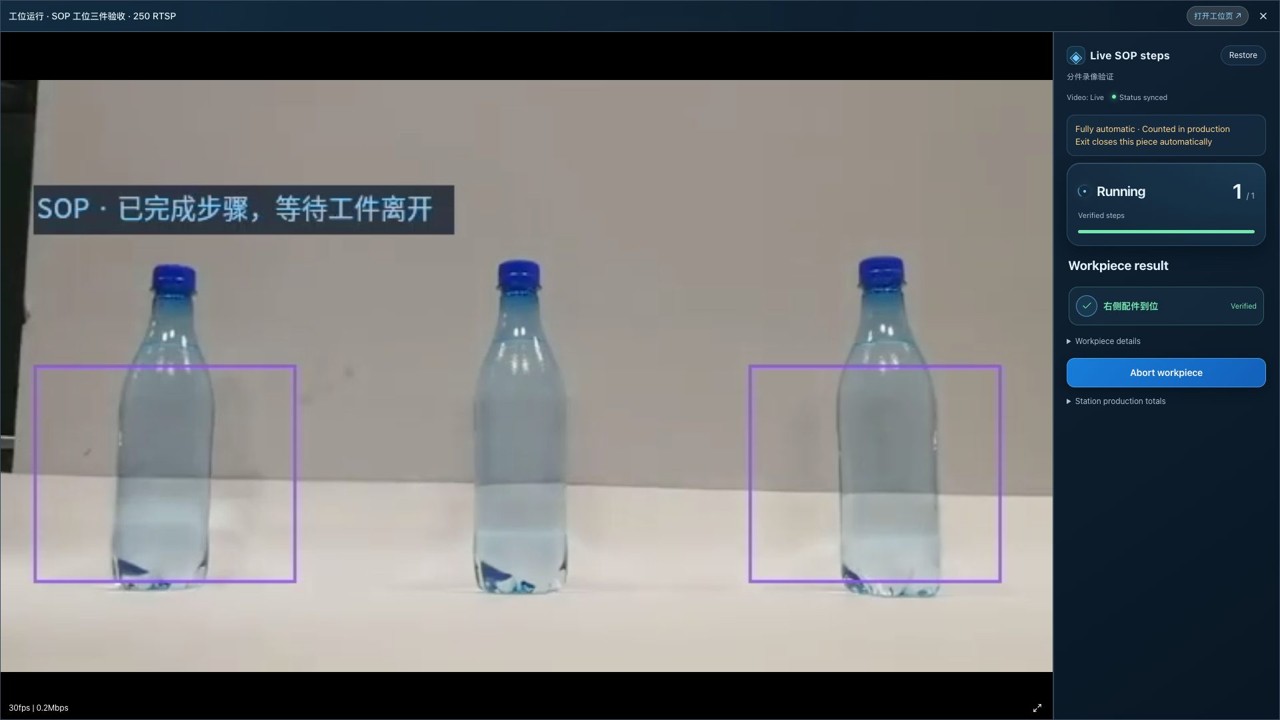 工位运行 · SOP 工位三件验收 · 250 RTSP
打开工位页 ↗
SOP · 已完成步骤，等待工件离开
30fps | 0.2Mbps
Live SOP steps
Restore
分件录像验证
Video: Live
Status synced
Fully automatic · Counted in production
Exit closes this piece automatically
Running
1 / 1
Verified steps
Workpiece result
右侧配件到位
Verified
Workpiece details
Abort workpiece
Station production totals